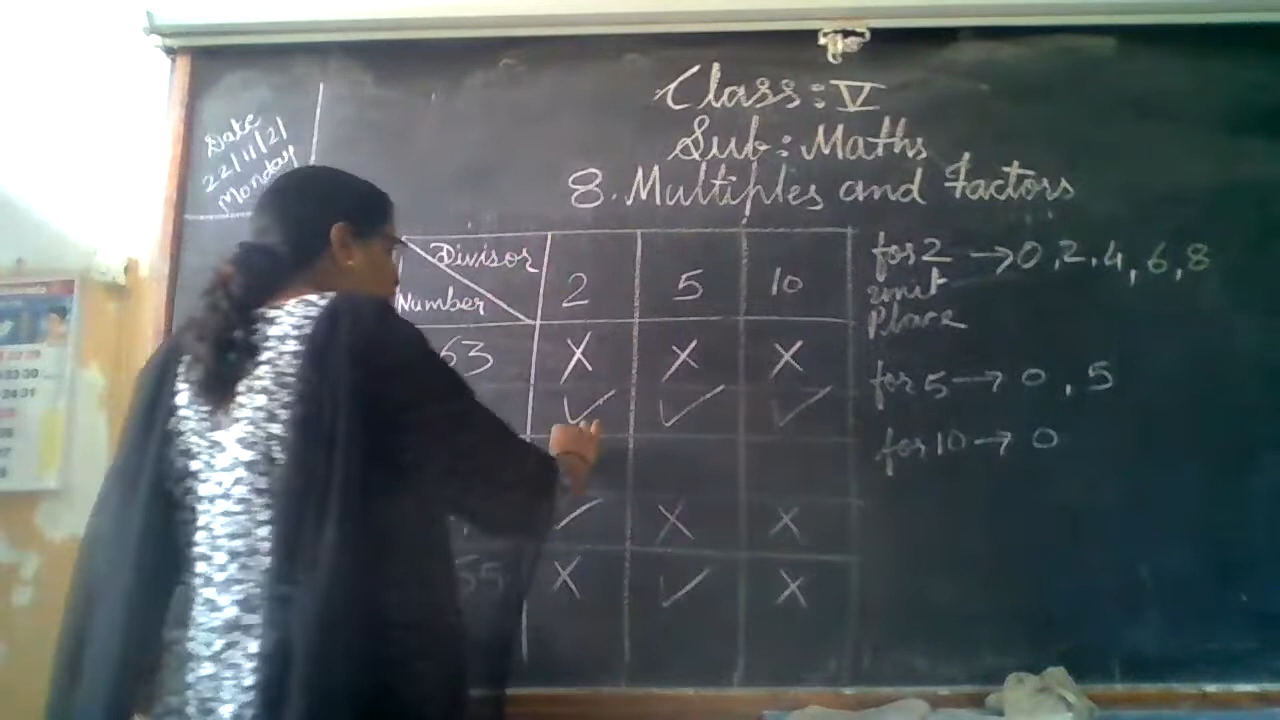 Date
22/11/21
Monday
Class: V
Sub: Maths
8. Multiples and Factors
Divisor
Number
2 5 10
63 X X X
✓ ✓ ✓
✓ X X
55 X ✓ X
for 2 → 0, 2, 4, 6, 8
unit
place
for 5 → 0, 5
for 10 → 0